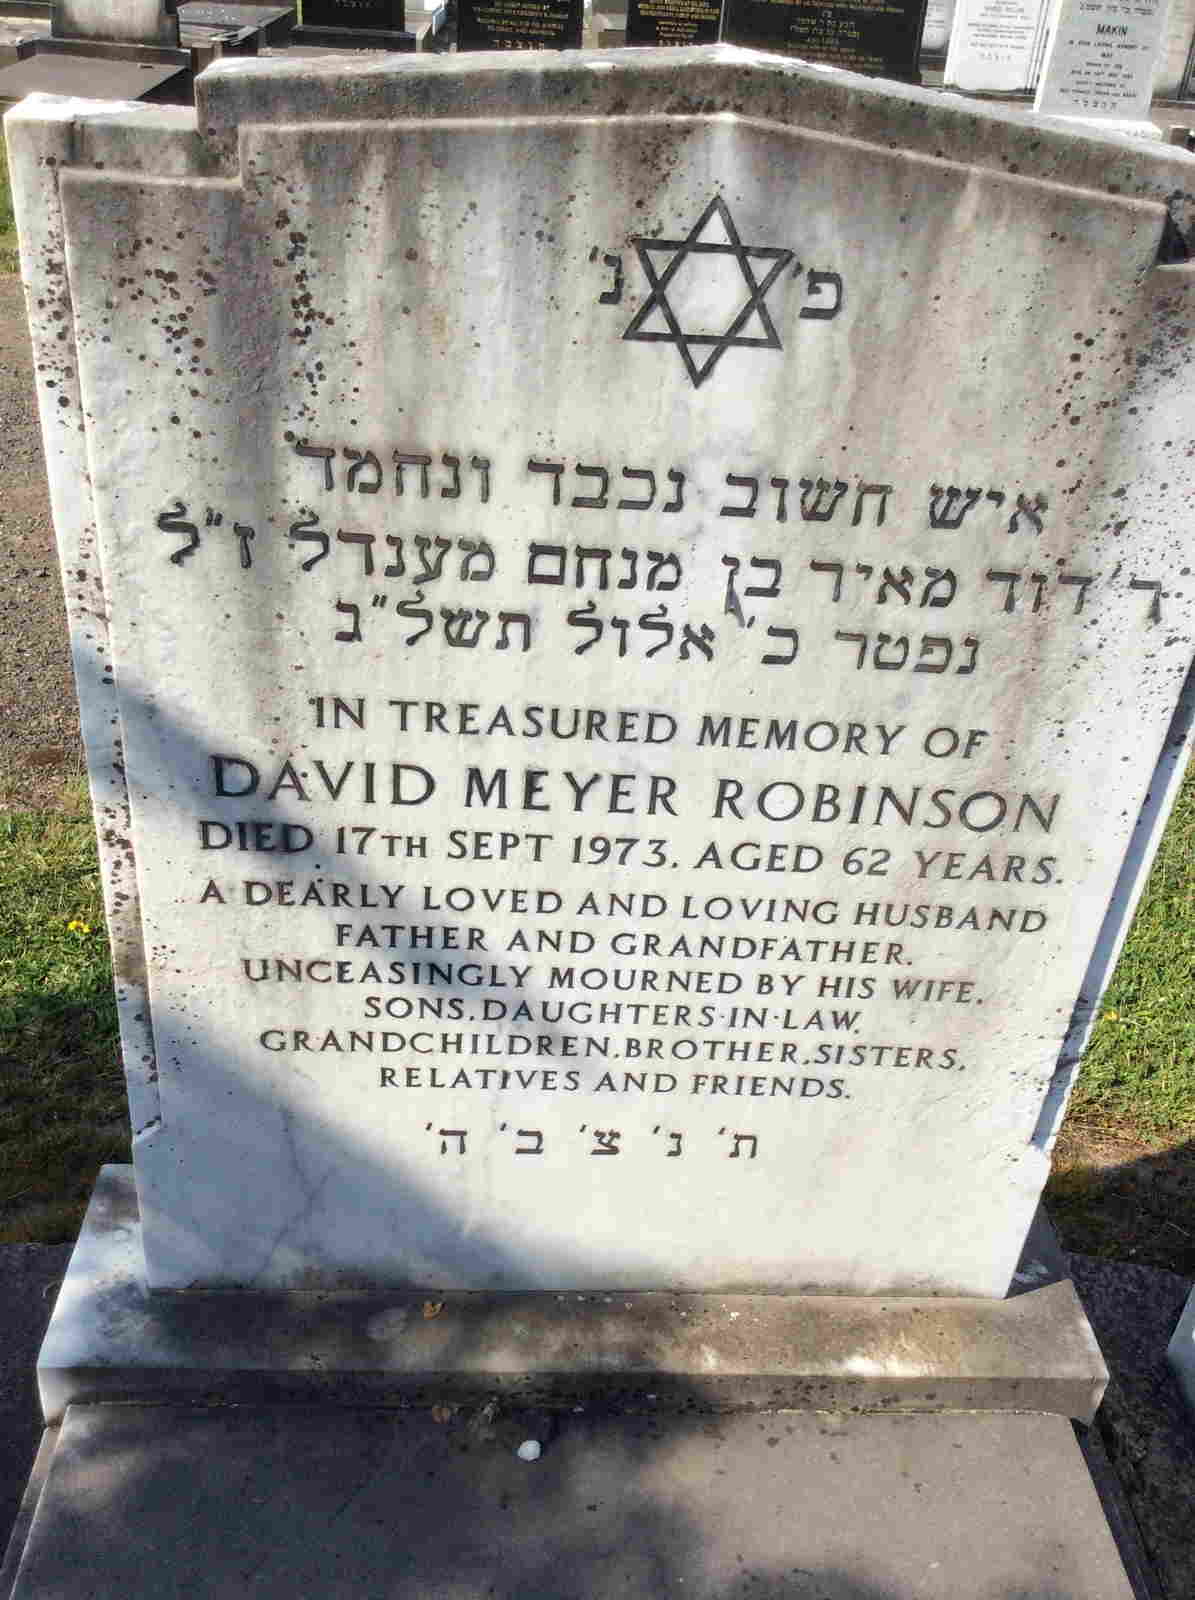 MAKIN
פ' נ'
איש חשוב נכבד ונחמד
ר' דוד מאיר בן מנחם מענדל ז"ל
נפטר כ' אלול תשל"ג
IN TREASURED MEMORY OF
DAVID MEYER ROBINSON
DIED 17TH SEPT 1973. AGED 62 YEARS.
A DEARLY LOVED AND LOVING HUSBAND
FATHER AND GRANDFATHER.
UNCEASINGLY MOURNED BY HIS WIFE.
SONS. DAUGHTERS·IN·LAW.
GRANDCHILDREN. BROTHER. SISTERS.
RELATIVES AND FRIENDS.
ת' נ' צ' ב' ה'